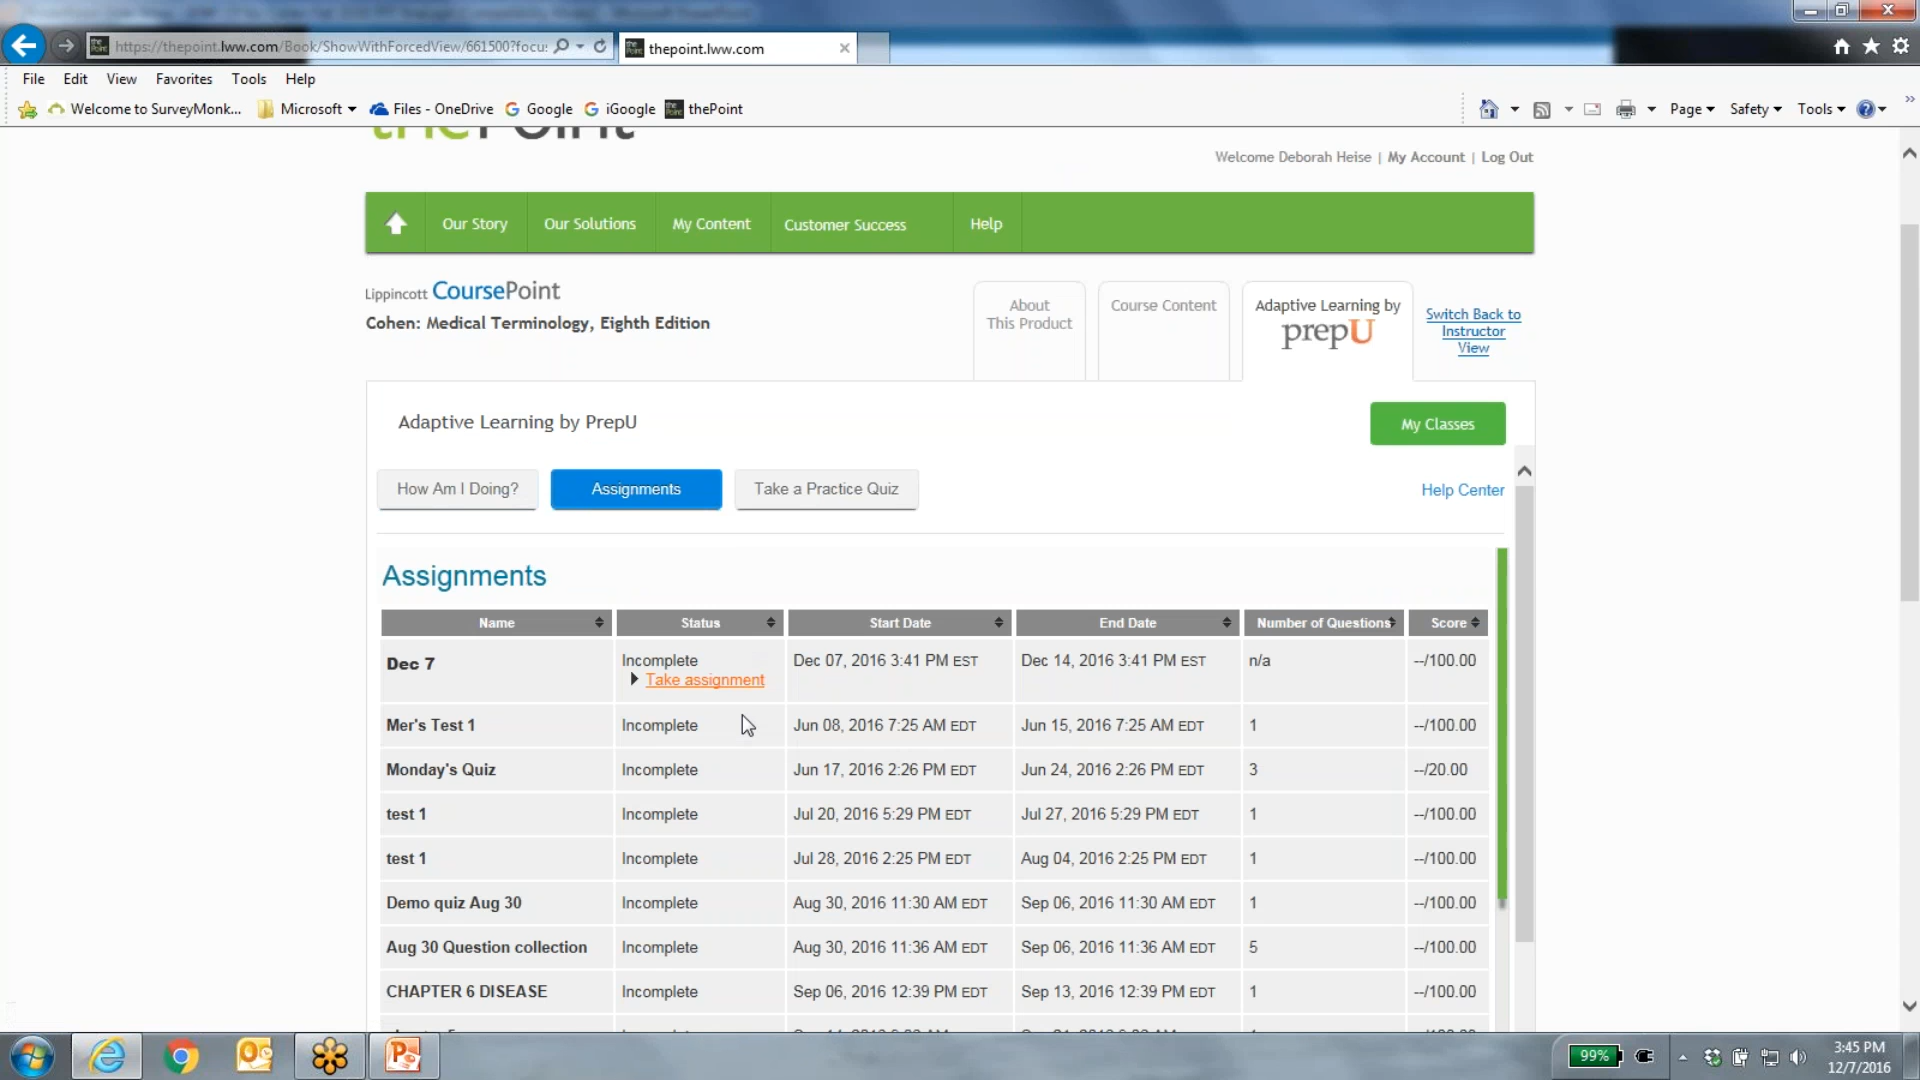 https://thepoint.lww.com/Book/ShowWithForcedView/661500?focu:
thepoint.lww.com
File Edit View Favorites Tools Help
Welcome to SurveyMonk... Microsoft Files - OneDrive Google iGoogle thePoint
Page Safety Tools
thePoint
Welcome Deborah Heise | My Account | Log Out
Our Story Our Solutions My Content Customer Success Help
Lippincott CoursePoint
Cohen: Medical Terminology, Eighth Edition
About
This Product
Course Content
Adaptive Learning by
prepU
Switch Back to
Instructor
View
Adaptive Learning by PrepU
My Classes
How Am I Doing? Assignments Take a Practice Quiz
Help Center
Assignments
Name Status Start Date End Date Number of Questions Score
Dec 7 Incomplete Dec 07, 2016 3:41 PM EST Dec 14, 2016 3:41 PM EST n/a --/100.00
Take assignment
Mer's Test 1 Incomplete Jun 08, 2016 7:25 AM EDT Jun 15, 2016 7:25 AM EDT 1 --/100.00
Monday's Quiz Incomplete Jun 17, 2016 2:26 PM EDT Jun 24, 2016 2:26 PM EDT 3 --/20.00
test 1 Incomplete Jul 20, 2016 5:29 PM EDT Jul 27, 2016 5:29 PM EDT 1 --/100.00
test 1 Incomplete Jul 28, 2016 2:25 PM EDT Aug 04, 2016 2:25 PM EDT 1 --/100.00
Demo quiz Aug 30 Incomplete Aug 30, 2016 11:30 AM EDT Sep 06, 2016 11:30 AM EDT 1 --/100.00
Aug 30 Question collection Incomplete Aug 30, 2016 11:36 AM EDT Sep 06, 2016 11:36 AM EDT 5 --/100.00
CHAPTER 6 DISEASE Incomplete Sep 06, 2016 12:39 PM EDT Sep 13, 2016 12:39 PM EDT 1 --/100.00
99%
3:45 PM
12/7/2016